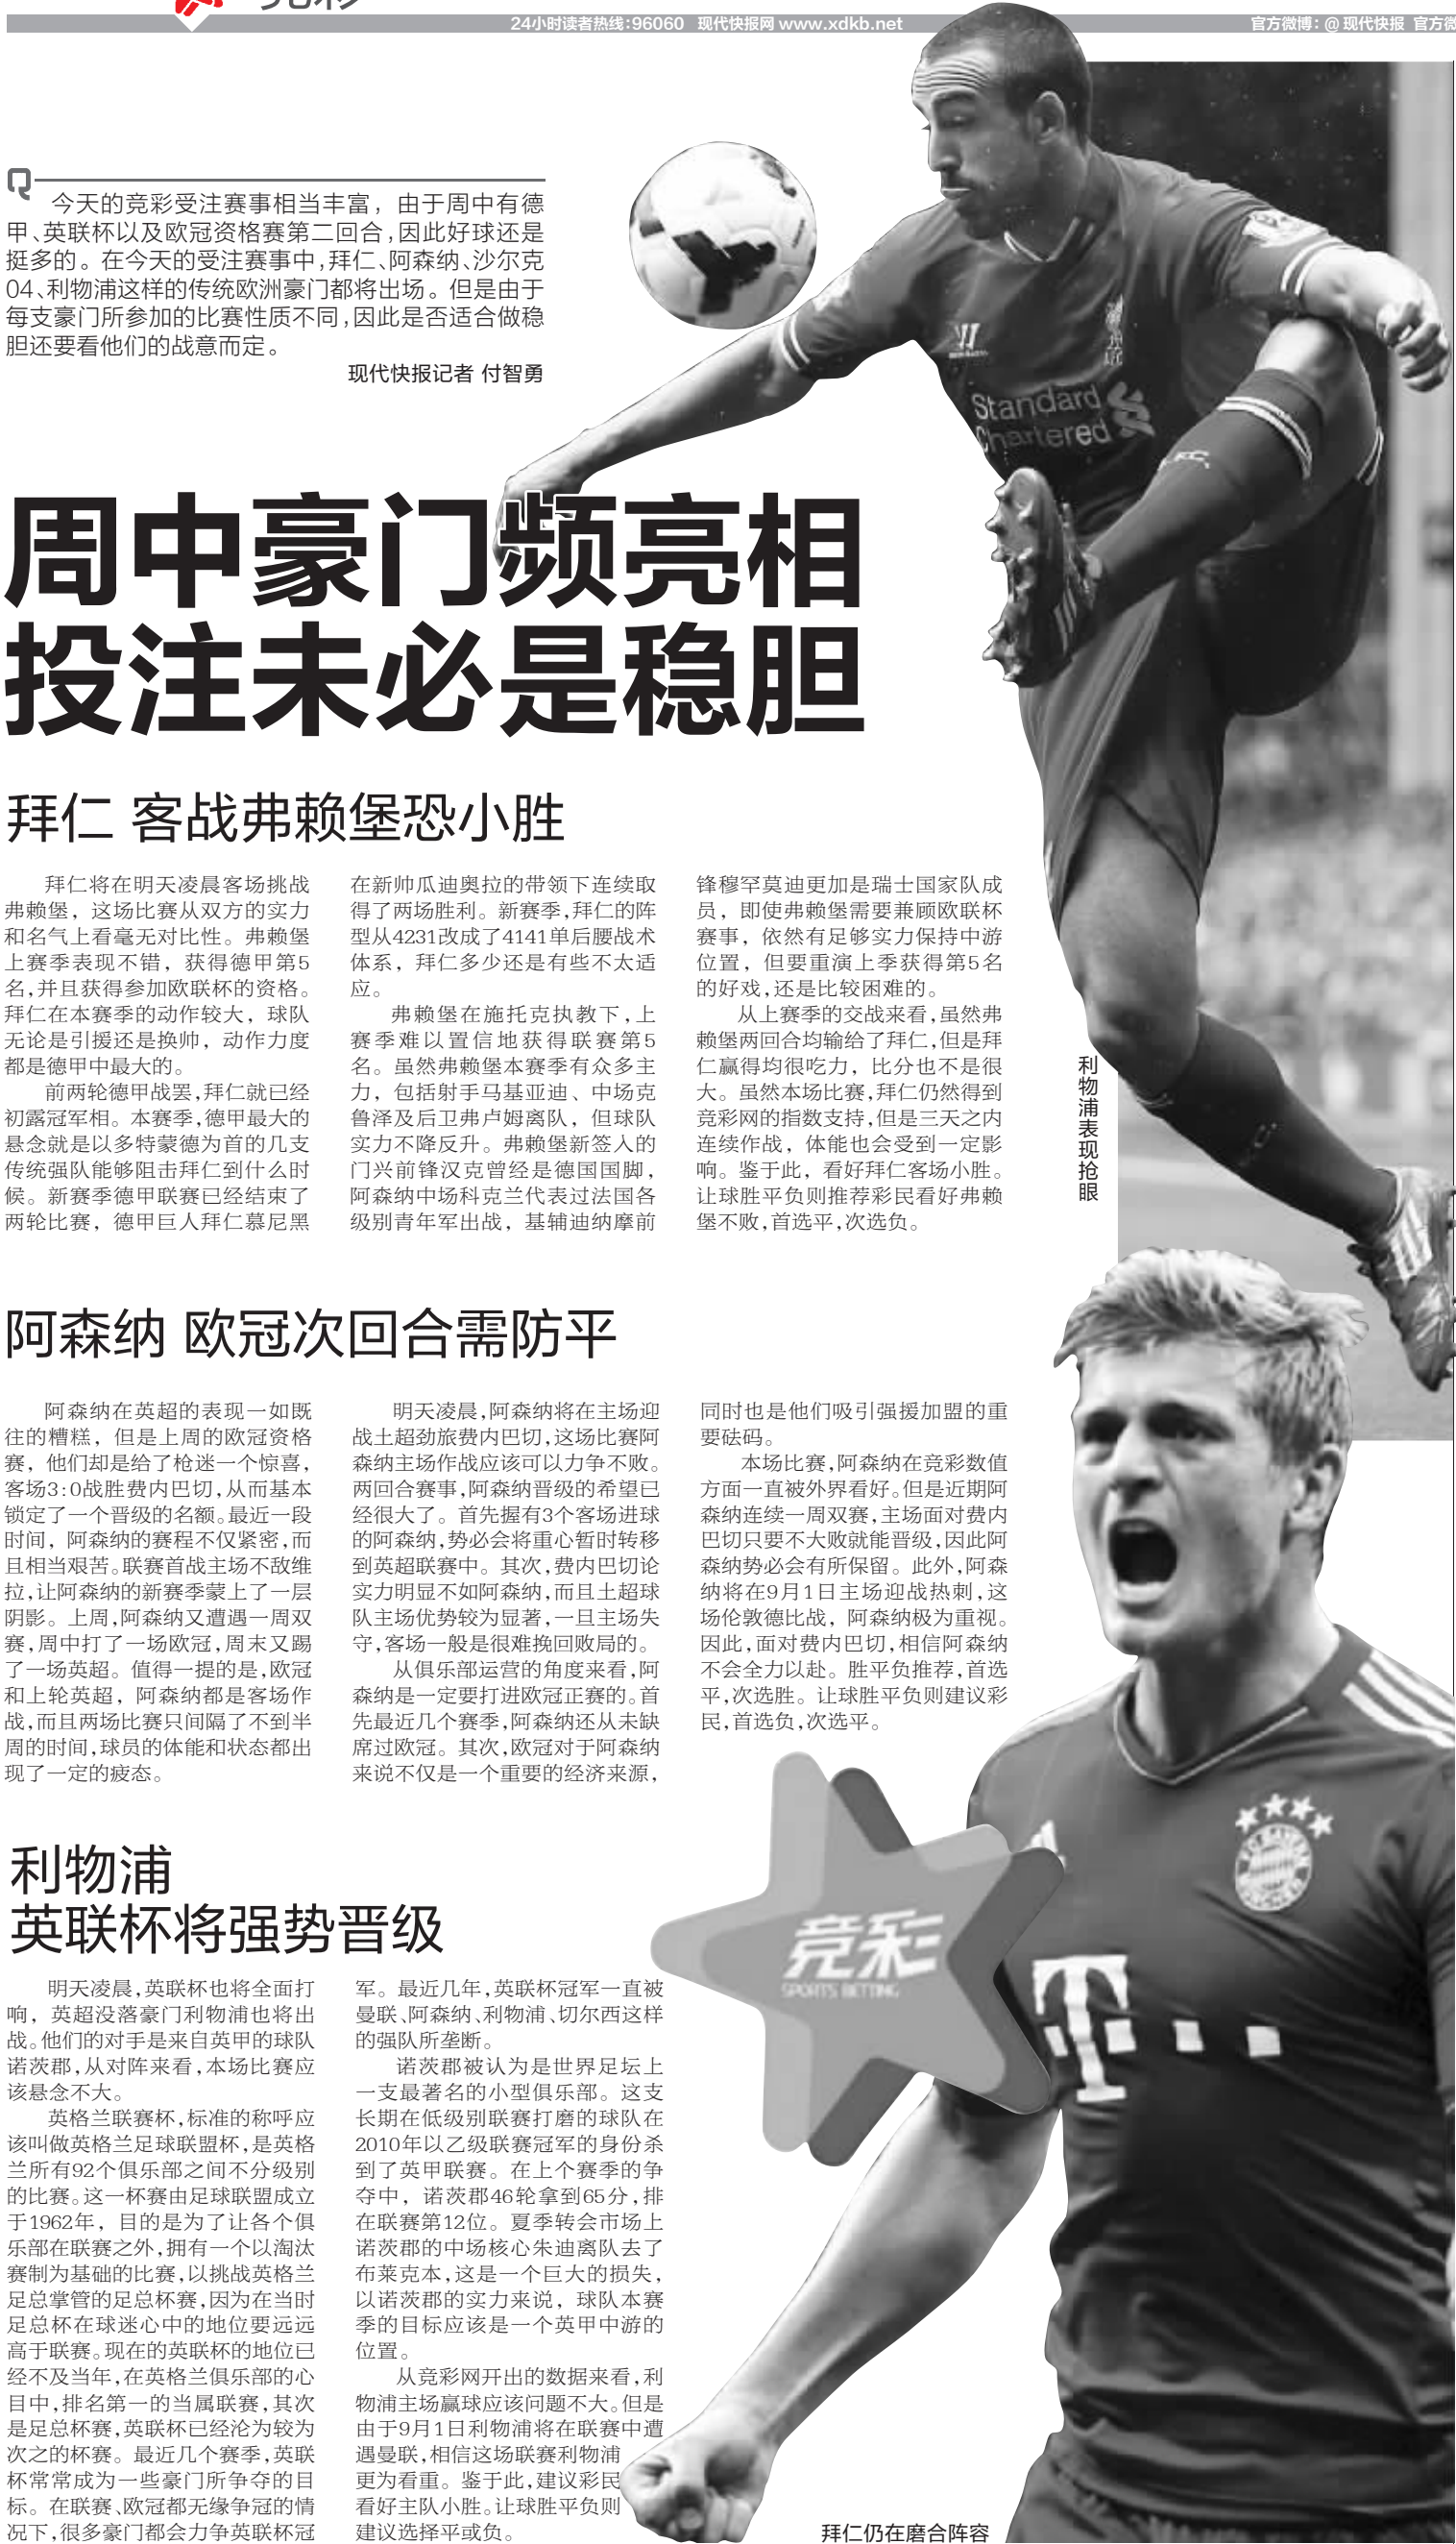 24小时读者热线：96060 现代快报网 www.xdkb.net
官方微博：@现代快报 官方微
今天的竞彩受注赛事相当丰富，由于周中有德
甲、英联杯以及欧冠资格赛第二回合，因此好球还是
挺多的。在今天的受注赛事中，拜仁、阿森纳、沙尔克
04、利物浦这样的传统欧洲豪门都将出场。但是由于
每支豪门所参加的比赛性质不同，因此是否适合做稳
胆还要看他们的战意而定。
现代快报记者 付智勇
Standard
Chartered
周中豪门频亮相
投注未必是稳胆
拜仁 客战弗赖堡恐小胜
拜仁将在明天凌晨客场挑战
弗赖堡，这场比赛从双方的实力
和名气上看毫无对比性。弗赖堡
上赛季表现不错，获得德甲第5
名，并且获得参加欧联杯的资格。
拜仁在本赛季的动作较大，球队
无论是引援还是换帅，动作力度
都是德甲中最大的。
前两轮德甲战罢，拜仁就已经
初露冠军相。本赛季，德甲最大的
悬念就是以多特蒙德为首的几支
传统强队能够阻击拜仁到什么时
候。新赛季德甲联赛已经结束了
两轮比赛，德甲巨人拜仁慕尼黑
在新帅瓜迪奥拉的带领下连续取
得了两场胜利。新赛季，拜仁的阵
型从4231改成了4141单后腰战术
体系，拜仁多少还是有些不太适
应。
弗赖堡在施托克执教下，上
赛季难以置信地获得联赛第5
名。虽然弗赖堡本赛季有众多主
力，包括射手马基亚迪、中场克
鲁泽及后卫弗卢姆离队，但球队
实力不降反升。弗赖堡新签入的
门兴前锋汉克曾经是德国国脚，
阿森纳中场科克兰代表过法国各
级别青年军出战，基辅迪纳摩前
锋穆罕莫迪更加是瑞士国家队成
员，即使弗赖堡需要兼顾欧联杯
赛事，依然有足够实力保持中游
位置，但要重演上季获得第5名
的好戏，还是比较困难的。
从上赛季的交战来看，虽然弗
赖堡两回合均输给了拜仁，但是拜
仁赢得均很吃力，比分也不是很
大。虽然本场比赛，拜仁仍然得到
竞彩网的指数支持，但是三天之内
连续作战，体能也会受到一定影
响。鉴于此，看好拜仁客场小胜。
让球胜平负则推荐彩民看好弗赖
堡不败，首选平，次选负。
利物浦表现抢眼
阿森纳 欧冠次回合需防平
阿森纳在英超的表现一如既
往的糟糕，但是上周的欧冠资格
赛，他们却是给了枪迷一个惊喜，
客场3:0战胜费内巴切，从而基本
锁定了一个晋级的名额。最近一段
时间，阿森纳的赛程不仅紧密，而
且相当艰苦。联赛首战主场不敌维
拉，让阿森纳的新赛季蒙上了一层
阴影。上周，阿森纳又遭遇一周双
赛，周中打了一场欧冠，周末又踢
了一场英超。值得一提的是，欧冠
和上轮英超，阿森纳都是客场作
战，而且两场比赛只间隔了不到半
周的时间，球员的体能和状态都出
现了一定的疲态。
明天凌晨，阿森纳将在主场迎
战土超劲旅费内巴切，这场比赛阿
森纳主场作战应该可以力争不败。
两回合赛事，阿森纳晋级的希望已
经很大了。首先握有3个客场进球
的阿森纳，势必会将重心暂时转移
到英超联赛中。其次，费内巴切论
实力明显不如阿森纳，而且土超球
队主场优势较为显著，一旦主场失
守，客场一般是很难挽回败局的。
从俱乐部运营的角度来看，阿
森纳是一定要打进欧冠正赛的。首
先最近几个赛季，阿森纳还从未缺
席过欧冠。其次，欧冠对于阿森纳
来说不仅是一个重要的经济来源，
同时也是他们吸引强援加盟的重
要砝码。
本场比赛，阿森纳在竞彩数值
方面一直被外界看好。但是近期阿
森纳连续一周双赛，主场面对费内
巴切只要不大败就能晋级，因此阿
森纳势必会有所保留。此外，阿森
纳将在9月1日主场迎战热刺，这
场伦敦德比战，阿森纳极为重视。
因此，面对费内巴切，相信阿森纳
不会全力以赴。胜平负推荐，首选
平，次选胜。让球胜平负则建议彩
民，首选负，次选平。
利物浦
英联杯将强势晋级
明天凌晨，英联杯也将全面打
响，英超没落豪门利物浦也将出
战。他们的对手是来自英甲的球队
诺茨郡，从对阵来看，本场比赛应
该悬念不大。
英格兰联赛杯，标准的称呼应
该叫做英格兰足球联盟杯，是英格
兰所有92个俱乐部之间不分级别
的比赛。这一杯赛由足球联盟成立
于1962年，目的是为了让各个俱
乐部在联赛之外，拥有一个以淘汰
赛制为基础的比赛，以挑战英格兰
足总掌管的足总杯赛，因为在当时
足总杯在球迷心中的地位要远远
高于联赛。现在的英联杯的地位已
经不及当年，在英格兰俱乐部的心
目中，排名第一的当属联赛，其次
是足总杯赛，英联杯已经沦为较为
次之的杯赛。最近几个赛季，英联
杯常常成为一些豪门所争夺的目
标。在联赛、欧冠都无缘争冠的情
况下，很多豪门都会力争英联杯冠
军。最近几年，英联杯冠军一直被
曼联、阿森纳、利物浦、切尔西这样
的强队所垄断。
诺茨郡被认为是世界足坛上
一支最著名的小型俱乐部。这支
长期在低级别联赛打磨的球队在
2010年以乙级联赛冠军的身份杀
到了英甲联赛。在上个赛季的争
夺中，诺茨郡46轮拿到65分，排
在联赛第12位。夏季转会市场上
诺茨郡的中场核心朱迪离队去了
布莱克本，这是一个巨大的损失，
以诺茨郡的实力来说，球队本赛
季的目标应该是一个英甲中游的
位置。
从竞彩网开出的数据来看，利
物浦主场赢球应该问题不大。但是
由于9月1日利物浦将在联赛中遭
遇曼联，相信这场联赛利物浦
更为看重。鉴于此，建议彩民
看好主队小胜。让球胜平负则
建议选择平或负。
竞彩
SPORTS BETTING
FC BAYERN
T
拜仁仍在磨合阵容